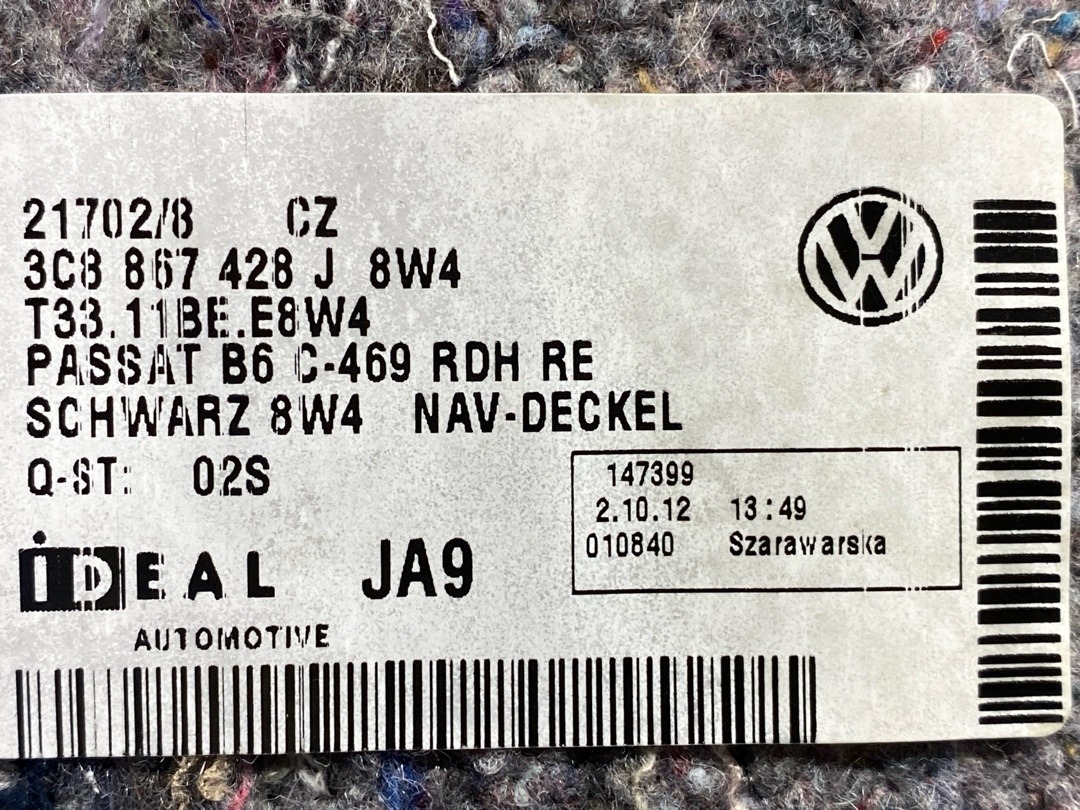 21702/8 CZ
3C8 867 428 J 8W4
T33.11BE.E8W4
PASSAT B6 C-469 RDH RE
SCHWARZ 8W4 NAV-DECKEL
Q-ST: 02S
147399
2.10.12 13:49
010840 Szarawarska
iDEAL JA9
AUTOMOTIVE